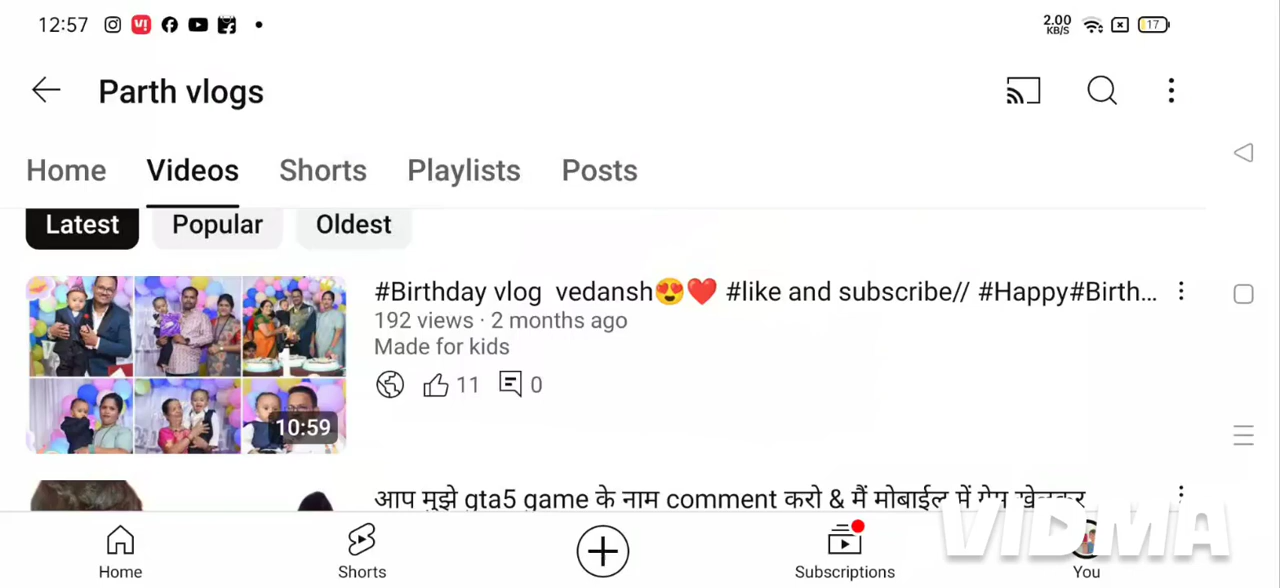 12:57
2.00
KB/S
17
Parth vlogs
Home Videos Shorts Playlists Posts
Latest Popular Oldest
#Birthday vlog vedansh😍❤️ #like and subscribe// #Happy#Birth...
192 views · 2 months ago
Made for kids
11 0
10:59
आप मुझे gta5 game के नाम comment करो & मैं मोबाईल में गेम खेलकर
VIDMA
Home Shorts Subscriptions You